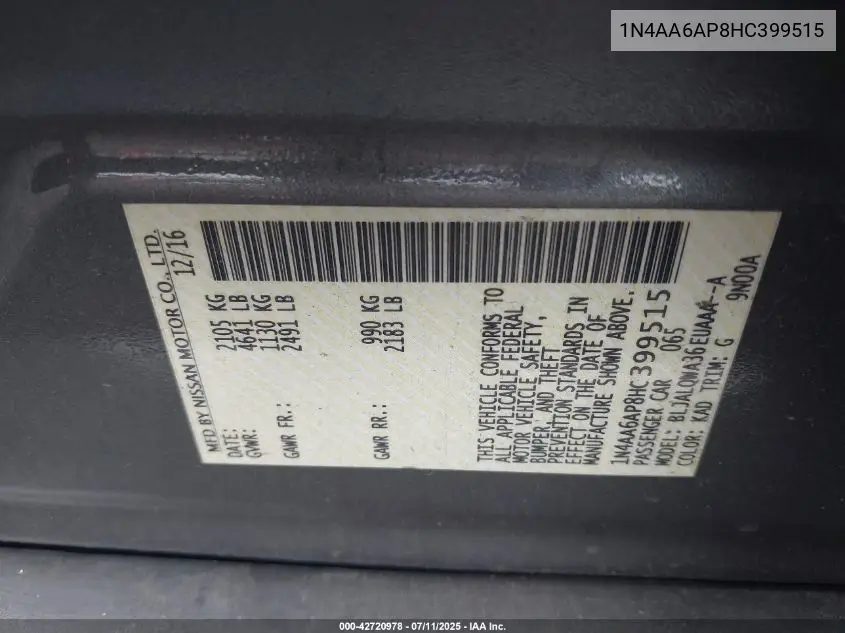 1N4AA6AP8HC399515
MFD BY NISSAN MOTOR CO., LTD.
DATE: 12/16
GVWR: 2105 KG
4641 LB
GAWR FR.: 1130 KG
2491 LB
GAWR RR.: 990 KG
2183 LB
THIS VEHICLE CONFORMS TO
ALL APPLICABLE FEDERAL
MOTOR VEHICLE SAFETY,
BUMPER, AND THEFT
PREVENTION STANDARDS IN
EFFECT ON THE DATE OF
MANUFACTURE SHOWN ABOVE.
1N4AA6AP8HC399515
PASSENGER CAR 065
MODEL: BLJALQWA36EUAAA--A
COLOR: KAD TRIM: G 9N00A
000-42720978 - 07/11/2025 - IAA Inc.